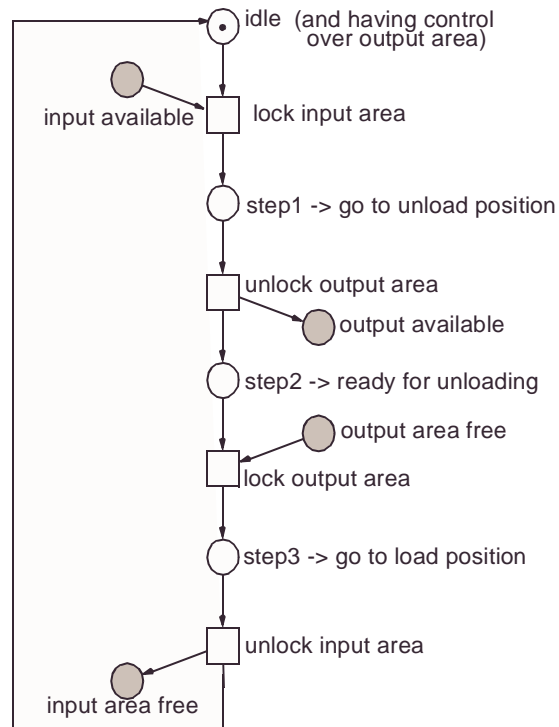 idle (and having control
over output area)
input available
lock input area
step1 -> go to unload position
unlock output area
output available
step2 -> ready for unloading
output area free
lock output area
step3 -> go to load position
unlock input area
input area free